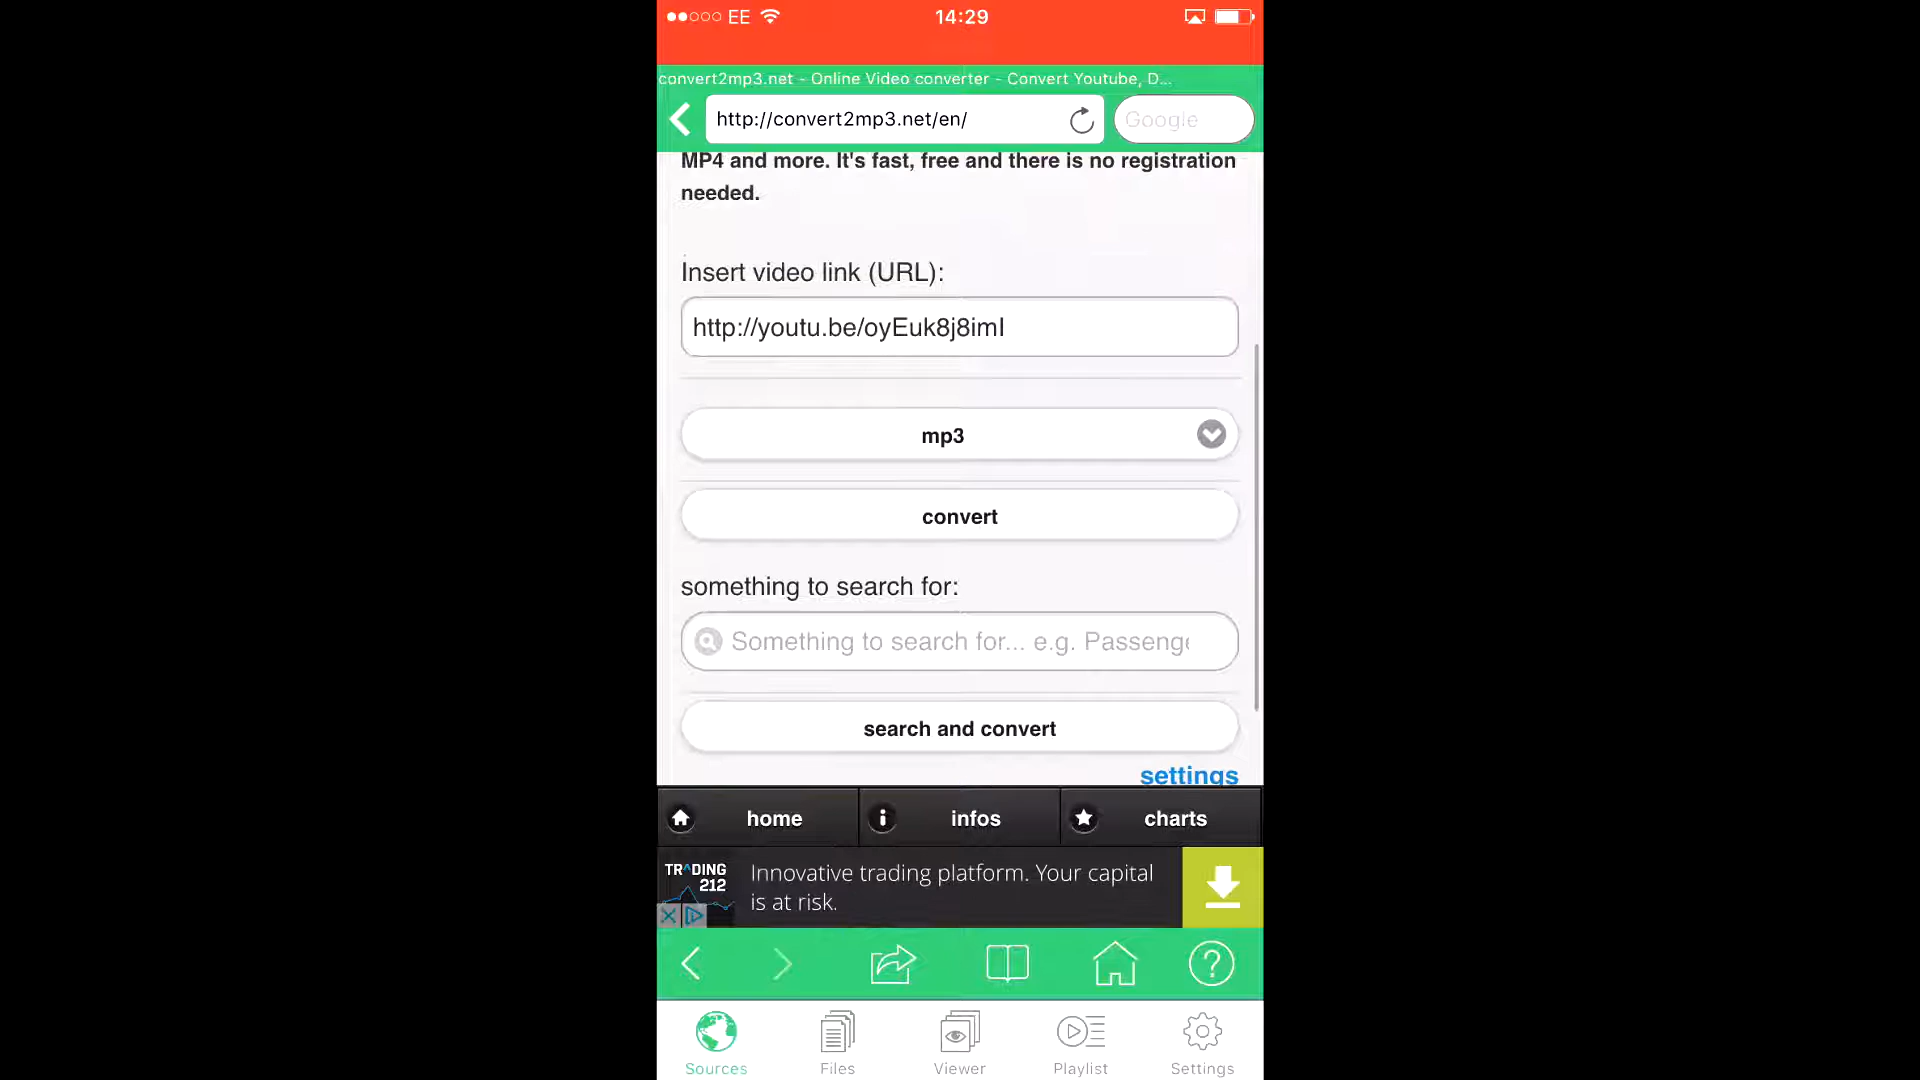 EE 14:29
convert2mp3.net - Online Video converter - Convert Youtube, D...
http://convert2mp3.net/en/ Google
MP4 and more. It's fast, free and there is no registration
needed.
Insert video link (URL):
http://youtu.be/oyEuk8j8imI
mp3
convert
something to search for:
Something to search for... e.g. Passenge
search and convert
settings
home infos charts
TRADING
212
Innovative trading platform. Your capital
is at risk.
Sources Files Viewer Playlist Settings